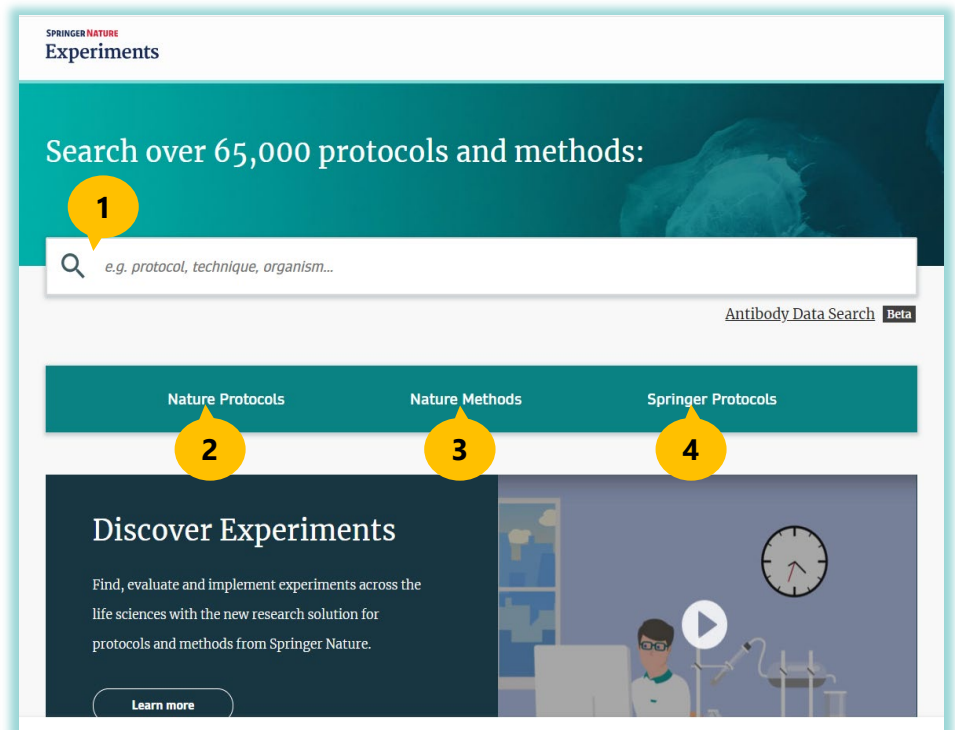 SPRINGER NATURE
Experiments
Search over 65,000 protocols and methods:
1
e.g. protocol, technique, organism...
Antibody Data Search Beta
Nature Protocols Nature Methods Springer Protocols
2 3 4
Discover Experiments
Find, evaluate and implement experiments across the
life sciences with the new research solution for
protocols and methods from Springer Nature.
Learn more